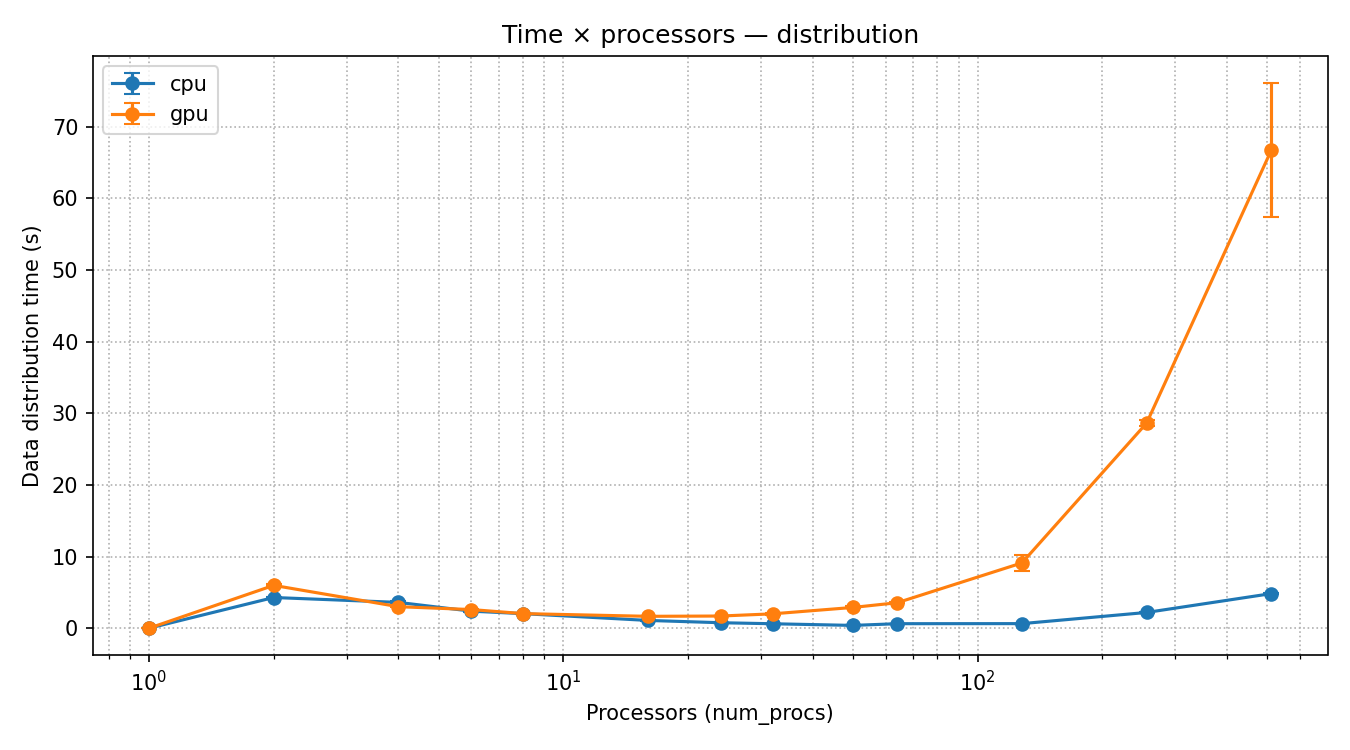 Time × processors — distribution
cpu
gpu
Data distribution time (s)
70
60
50
40
30
20
10
0
10⁰
10¹
10²
Processors (num_procs)